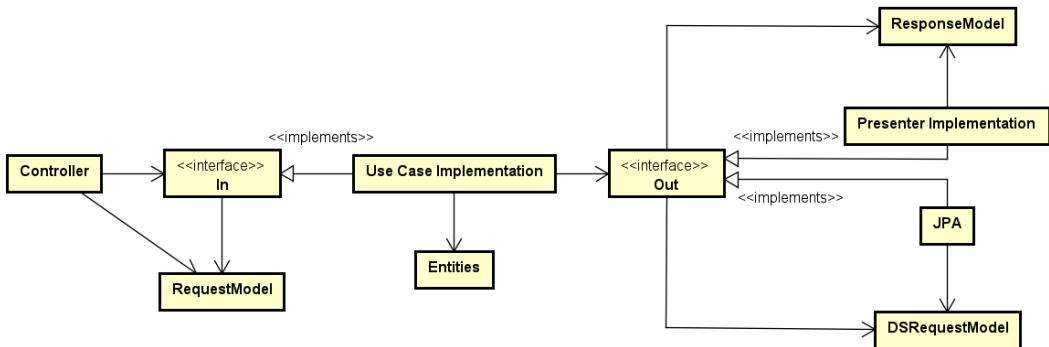 ResponseModel
Presenter Implementation
<<implements>>
<<implements>>
Controller
<<interface>>
In
Use Case Implementation
<<interface>>
Out
<<implements>>
JPA
Entities
RequestModel
DSRequestModel